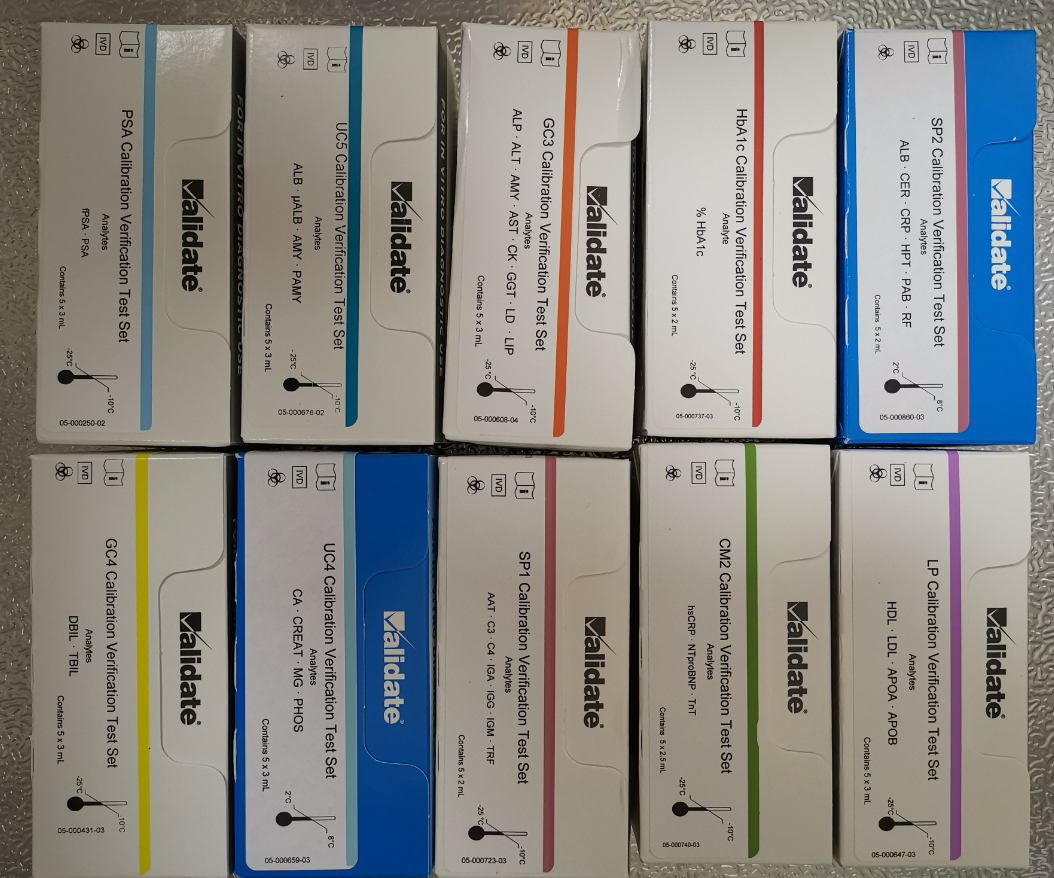 IVD
PSA Calibration Verification Test Set
Analytes
fPSA · PSA
Contains 5 x 3 mL
-25°C
-10°C
05-000250-02
Validate®
FOR IN VITRO DIAGNOSTIC USE
IVD
UC5 Calibration Verification Test Set
Analytes
ALB · µALB · AMY · PAMY
Contains 5 x 3 mL
-25°C
-10°C
05-000676-02
Validate®
FOR IN VITRO DIAGNOSTIC USE
IVD
GC3 Calibration Verification Test Set
Analytes
ALP · ALT · AMY · AST · CK · GGT · LD · LIP
Contains 5 x 3 mL
-25°C
-10°C
05-000608-04
Validate®
IVD
HbA1c Calibration Verification Test Set
Analyte
% HbA1c
Contains 5 x 2 mL
-25°C
-10°C
05-000737-03
Validate®
IVD
SP2 Calibration Verification Test Set
Analytes
ALB · CER · CRP · HPT · PAB · RF
Contains 5 x 2 mL
2°C
8°C
05-000860-03
Validate®
IVD
GC4 Calibration Verification Test Set
Analytes
DBIL · TBIL
Contains 5 x 3 mL
-25°C
-10°C
05-000431-03
Validate®
IVD
UC4 Calibration Verification Test Set
Analytes
CA · CREAT · MG · PHOS
Contains 5 x 3 mL
2°C
8°C
05-000659-03
Validate®
IVD
SP1 Calibration Verification Test Set
Analytes
AAT · C3 · C4 · IGA · IGG · IGM · TRF
Contains 5 x 2 mL
-25°C
-10°C
05-000723-03
Validate®
IVD
CM2 Calibration Verification Test Set
Analytes
hsCRP · NTproBNP · TnT
Contains 5 x 2.5 mL
-25°C
-10°C
05-000740-03
Validate®
IVD
LP Calibration Verification Test Set
Analytes
HDL · LDL · APOA · APOB
Contains 5 x 3 mL
-25°C
-10°C
05-000647-03
Validate®